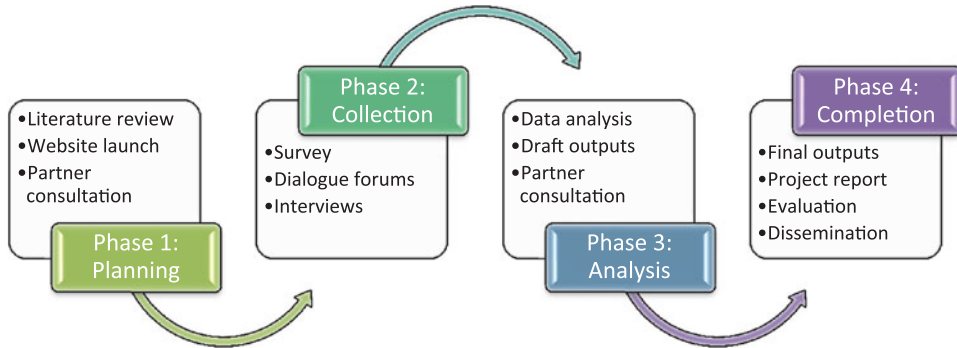 •Literature review
•Website launch
•Partner
consultation
Phase 1:
Planning
Phase 2:
Collection
•Survey
•Dialogue forums
•Interviews
•Data analysis
•Draft outputs
•Partner
consultation
Phase 3:
Analysis
Phase 4:
Completion
•Final outputs
•Project report
•Evaluation
•Dissemination